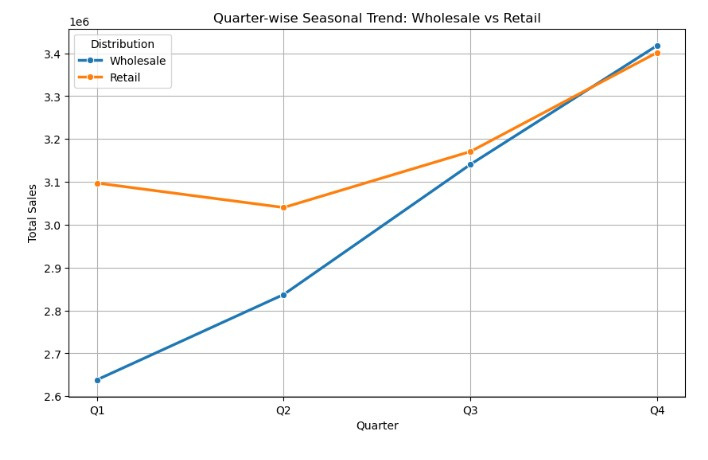 Quarter-wise Seasonal Trend: Wholesale vs Retail
1e6
Distribution
Wholesale
Retail
3.4
3.3
3.2
3.1
3.0
2.9
2.8
2.7
2.6
Total Sales
Q1 Q2 Q3 Q4
Quarter